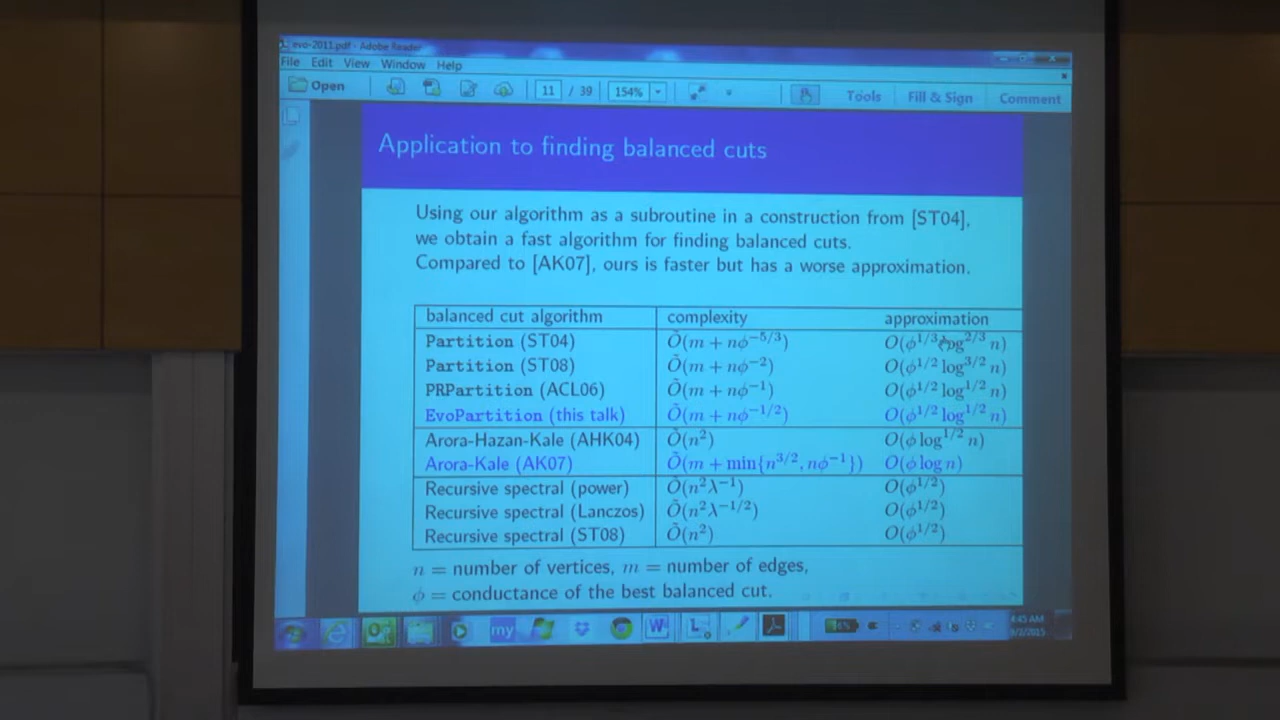 evo-2011.pdf - Adobe Reader
File Edit View Window Help
Open 11 / 39 154% Tools Fill & Sign Comment
Application to finding balanced cuts
Using our algorithm as a subroutine in a construction from [ST04],
we obtain a fast algorithm for finding balanced cuts.
Compared to [AK07], ours is faster but has a worse approximation.
balanced cut algorithm complexity approximation
Partition (ST04) Õ(m + nϕ^{-5/3}) O(ϕ^{1/3} log^{2/3} n)
Partition (ST08) Õ(m + nϕ^{-2}) O(ϕ^{1/2} log^{3/2} n)
PRPartition (ACL06) Õ(m + nϕ^{-1}) O(ϕ^{1/2} log^{1/2} n)
EvoPartition (this talk) Õ(m + nϕ^{-1/2}) O(ϕ^{1/2} log^{1/2} n)
Arora-Hazan-Kale (AHK04) Õ(n^2) O(ϕ log^{1/2} n)
Arora-Kale (AK07) Õ(m + min{n^{3/2}, nϕ^{-1}}) O(ϕ log n)
Recursive spectral (power) Õ(n^2 λ^{-1}) O(ϕ^{1/2})
Recursive spectral (Lanczos) Õ(n^2 λ^{-1/2}) O(ϕ^{1/2})
Recursive spectral (ST08) Õ(n^2) O(ϕ^{1/2})
n = number of vertices, m = number of edges,
ϕ = conductance of the best balanced cut.
my W L
4:45 AM